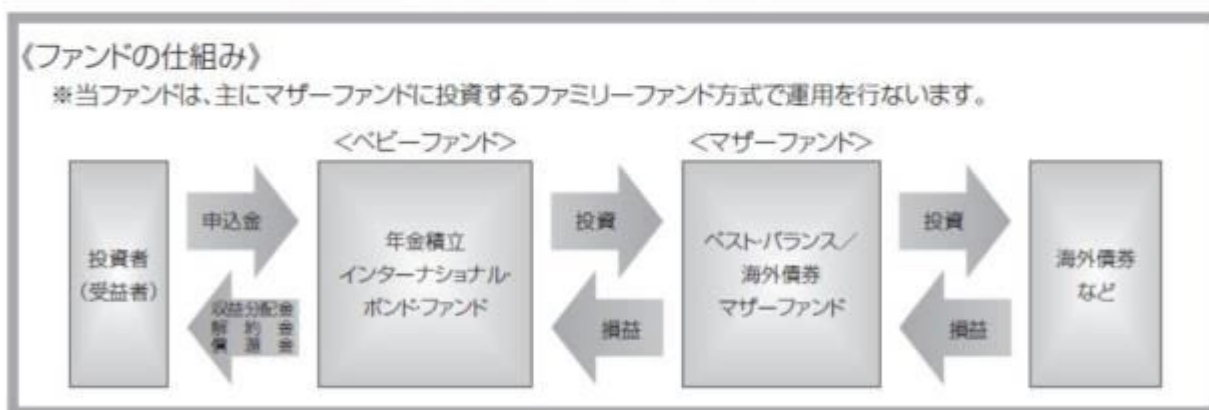 《ファンドの仕組み》
※当ファンドは、主にマザーファンドに投資するファミリーファンド方式で運用を行ないます。
<ベビーファンド>
<マザーファンド>
投資者
(受益者)
申込金
収益分配金
解約金
償還金
年金積立
インターナショナル・
ボンド・ファンド
投資
損益
ベスト・バランス/
海外債券
マザーファンド
投資
損益
海外債券
など